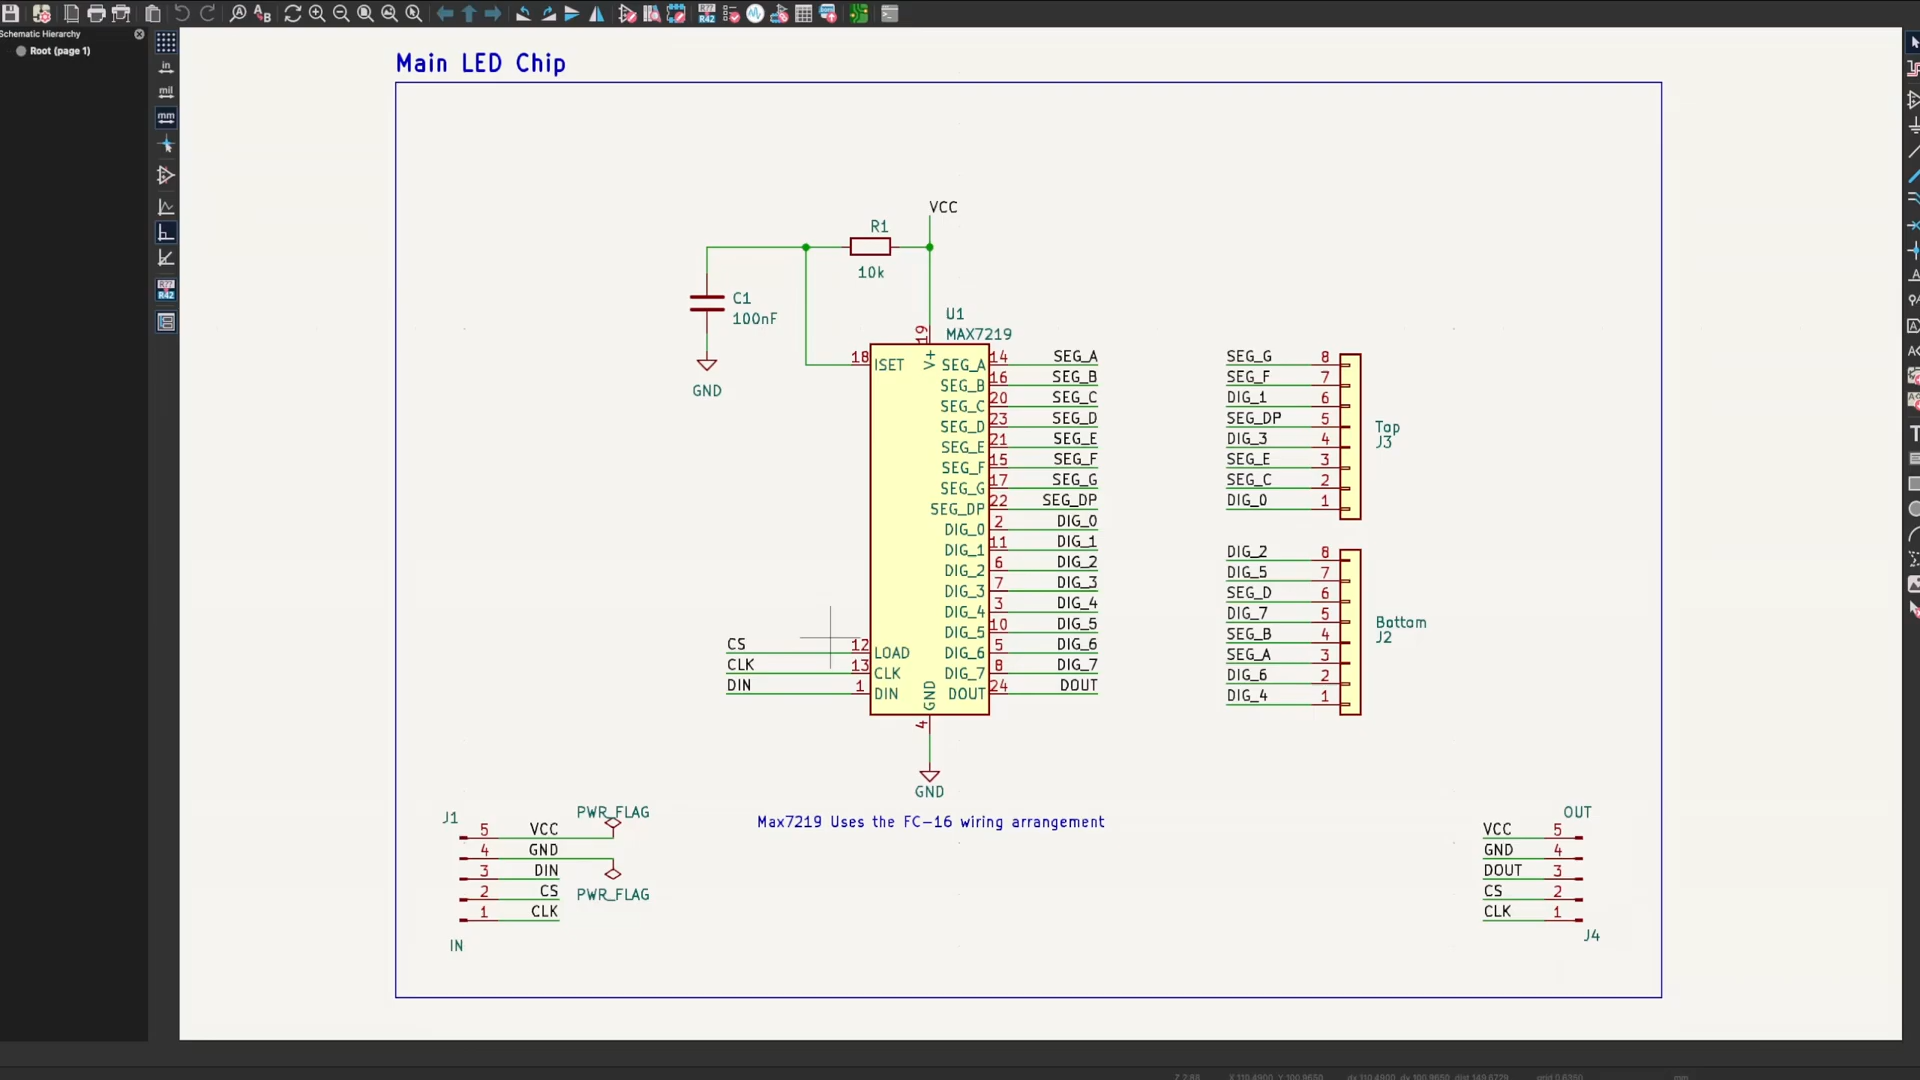 Schematic Hierarchy
Root (page 1)
in
mil
mm
Main LED Chip
VCC
R1
10k
C1
100nF
GND
U1
MAX7219
19
V+
18 ISET
SEG_A 14 SEG_A
SEG_B 16 SEG_B
SEG_C 20 SEG_C
SEG_D 23 SEG_D
SEG_E 21 SEG_E
SEG_F 15 SEG_F
SEG_G 17 SEG_G
SEG_DP 22 SEG_DP
DIG_0 2 DIG_0
DIG_1 11 DIG_1
DIG_2 6 DIG_2
DIG_3 7 DIG_3
DIG_4 3 DIG_4
DIG_5 10 DIG_5
CS 12 LOAD DIG_6 5 DIG_6
CLK 13 CLK DIG_7 8 DIG_7
DIN 1 DIN DOUT 24 DOUT
GND
4
GND
Max7219 Uses the FC-16 wiring arrangement
SEG_G 8
SEG_F 7
DIG_1 6
SEG_DP 5
DIG_3 4
SEG_E 3
SEG_C 2
DIG_0 1
Top
J3
DIG_2 8
DIG_5 7
SEG_D 6
DIG_7 5
SEG_B 4
SEG_A 3
DIG_6 2
DIG_4 1
Bottom
J2
J1
5 VCC
4 GND
3 DIN
2 CS
1 CLK
IN
PWR_FLAG
PWR_FLAG
OUT
VCC 5
GND 4
DOUT 3
CS 2
CLK 1
J4